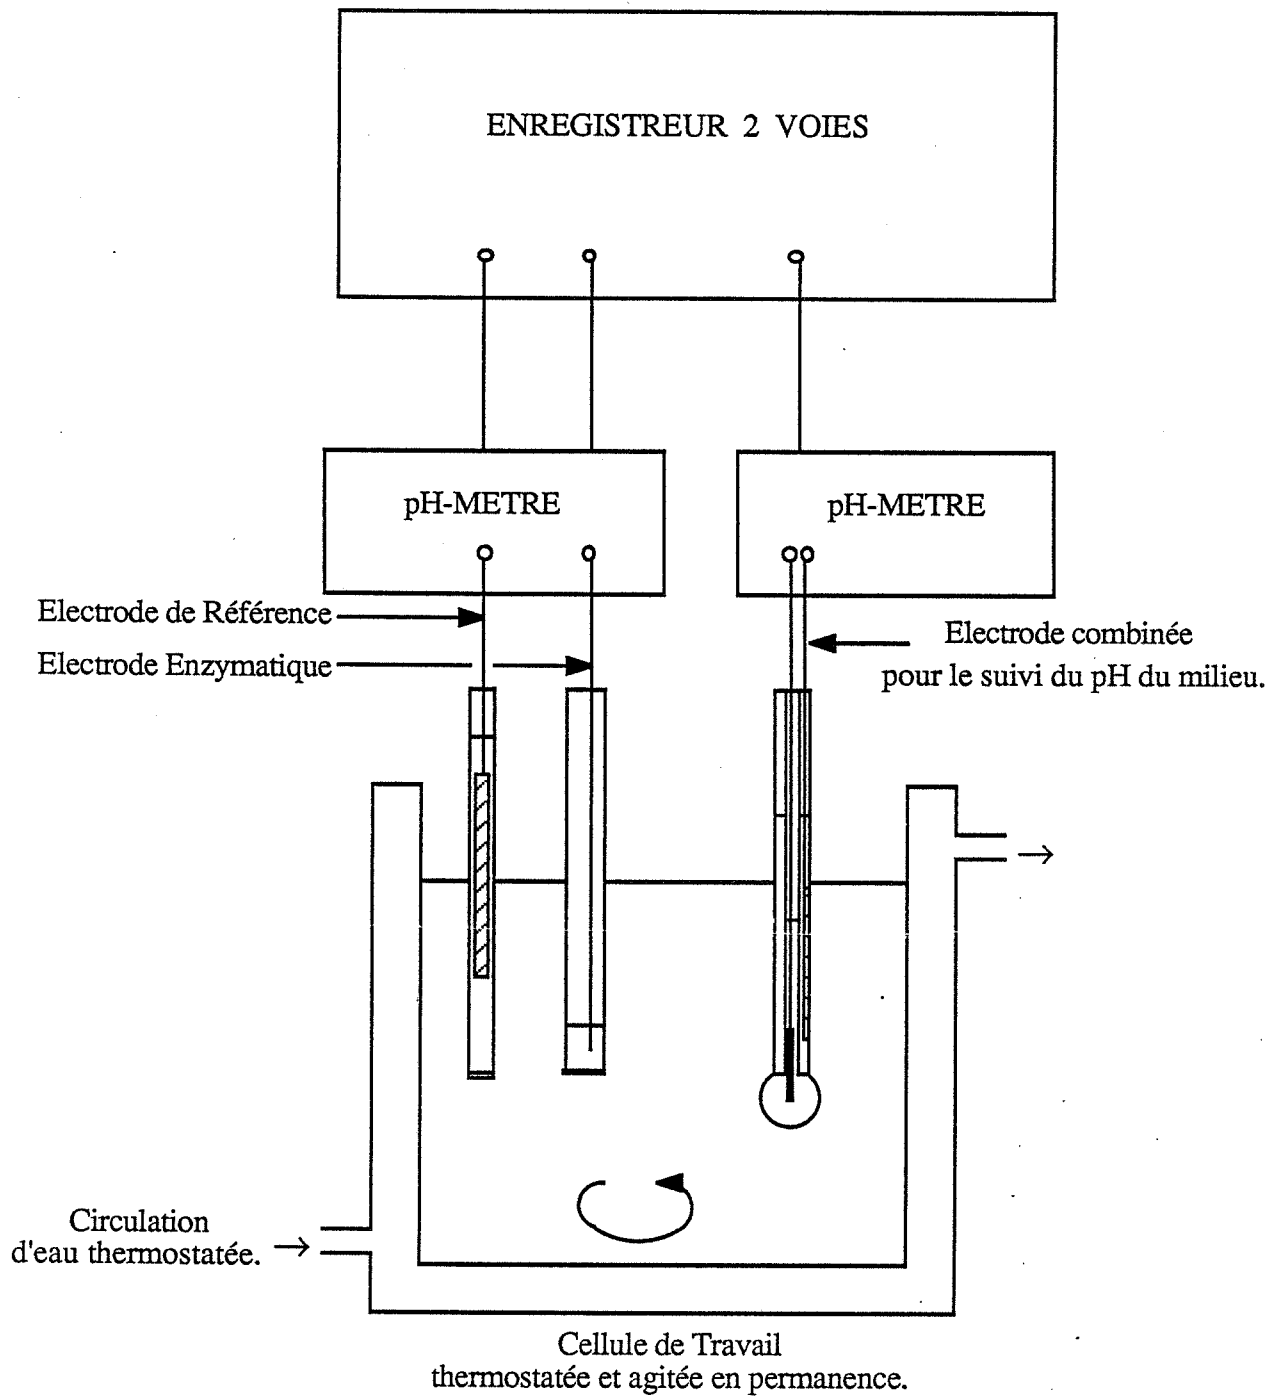 ENREGISTREUR 2 VOIES
pH-METRE
pH-METRE
Electrode de Référence
Electrode Enzymatique
Electrode combinée
pour le suivi du pH du milieu.
Circulation
d'eau thermostatée.
Cellule de Travail
thermostatée et agitée en permanence.